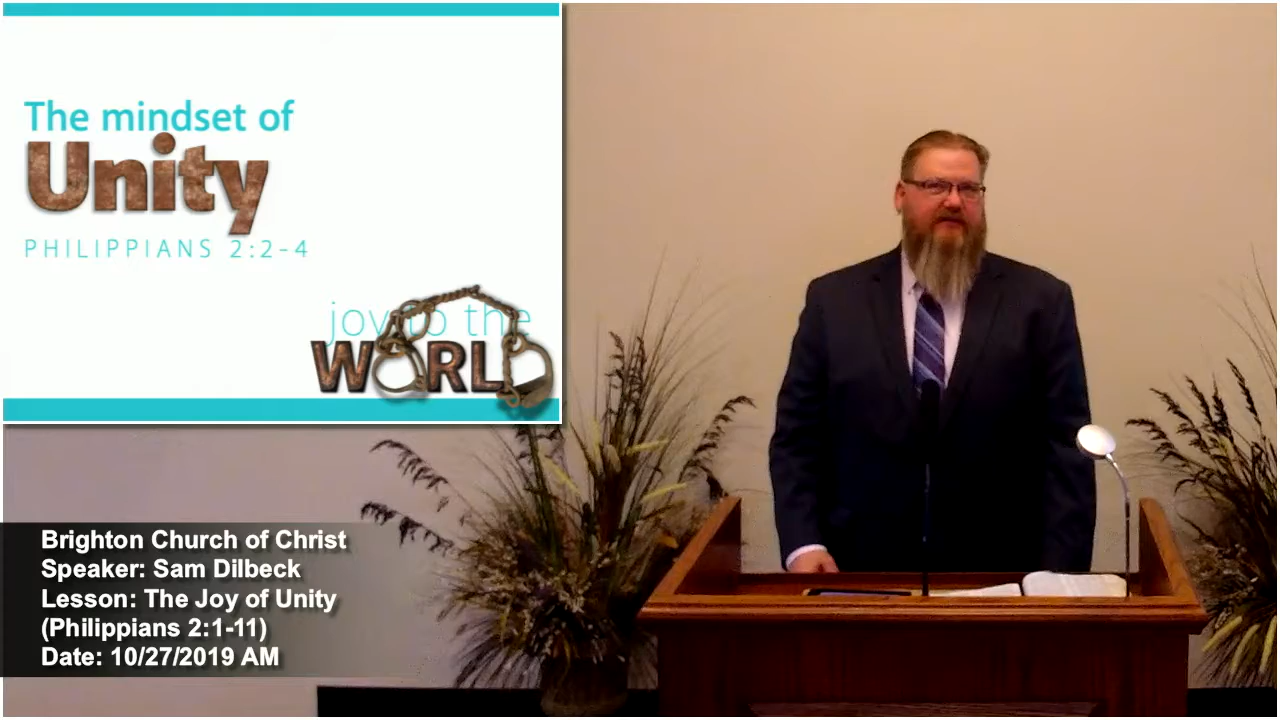 The mindset of
Unity
PHILIPPIANS 2:2-4
joy to the
WORLD
Brighton Church of Christ
Speaker: Sam Dilbeck
Lesson: The Joy of Unity
(Philippians 2:1-11)
Date: 10/27/2019 AM